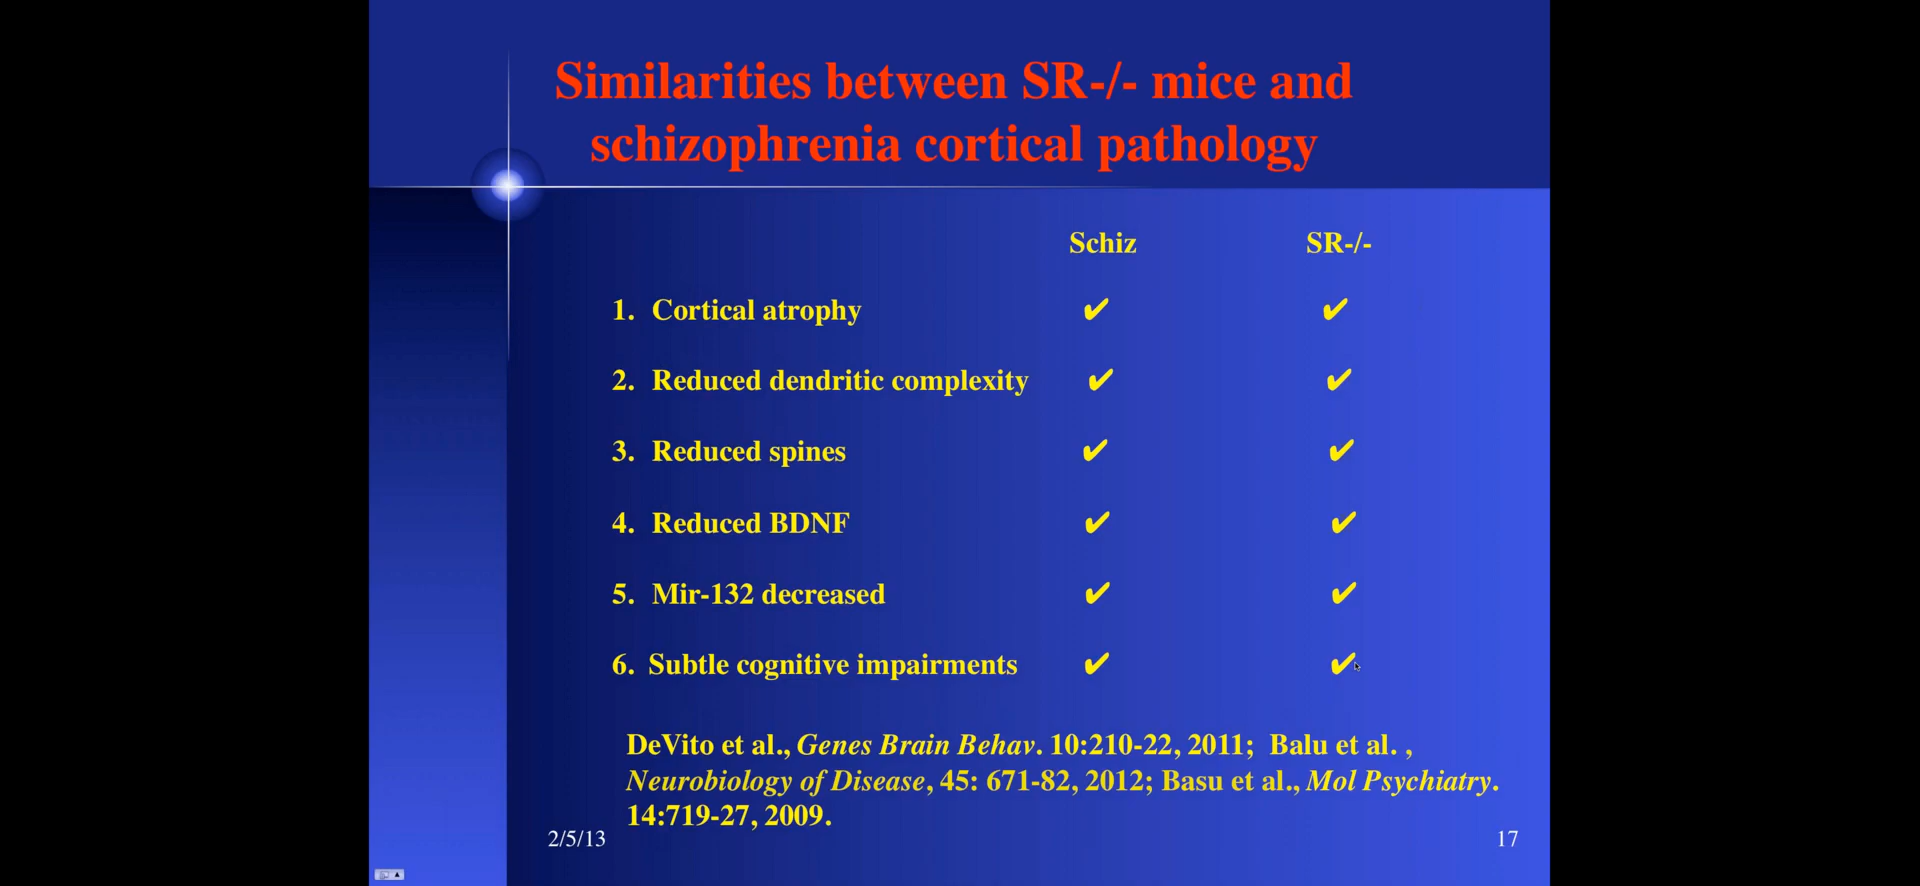 Similarities between SR-/- mice and
schizophrenia cortical pathology
Schiz SR-/-
1. Cortical atrophy ✔ ✔
2. Reduced dendritic complexity ✔ ✔
3. Reduced spines ✔ ✔
4. Reduced BDNF ✔ ✔
5. Mir-132 decreased ✔ ✔
6. Subtle cognitive impairments ✔ ✔
DeVito et al., Genes Brain Behav. 10:210-22, 2011; Balu et al. ,
Neurobiology of Disease, 45: 671-82, 2012; Basu et al., Mol Psychiatry.
14:719-27, 2009.
2/5/13 17